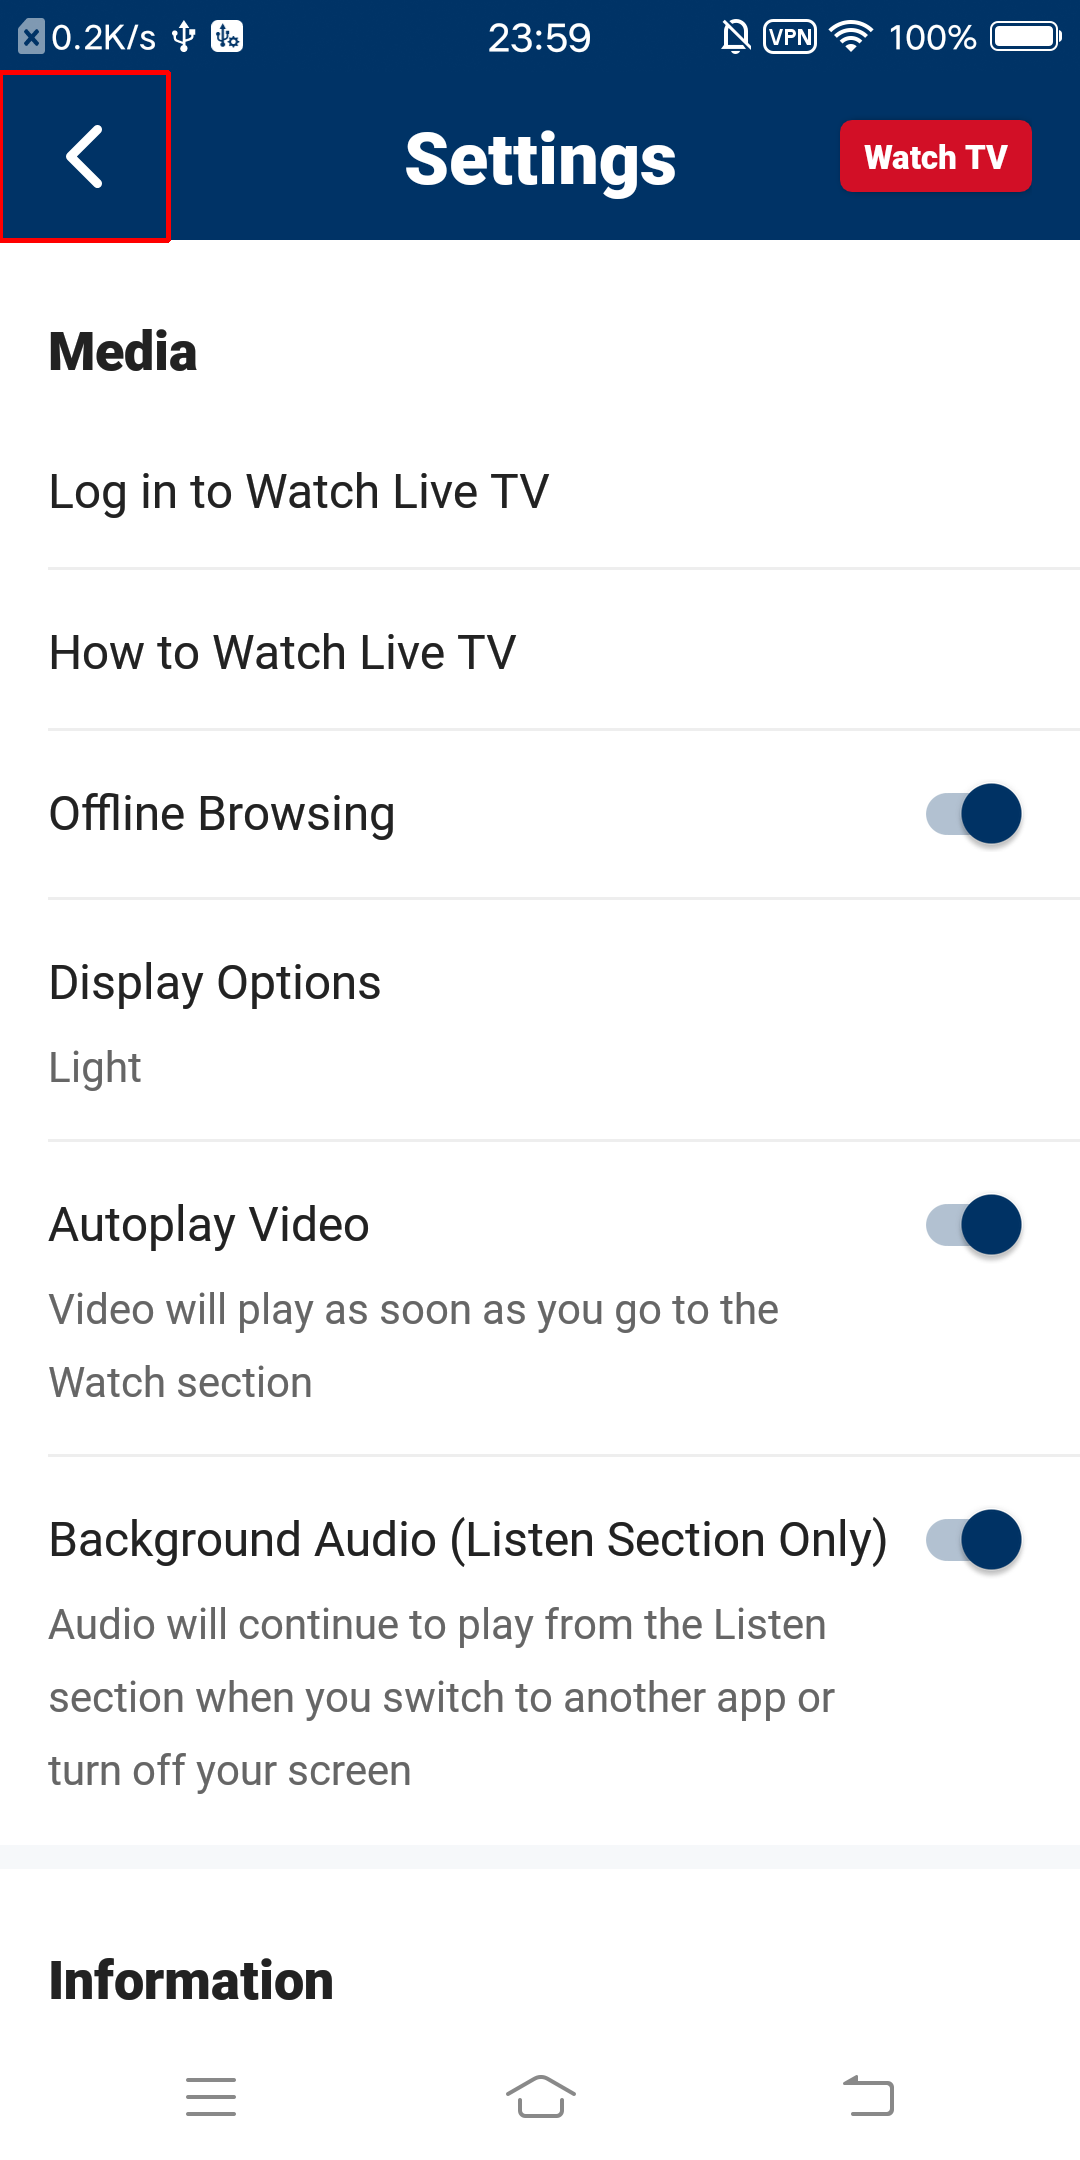 0.2K/s 23:59 VPN 100%
Settings
Watch TV
Media
Log in to Watch Live TV
How to Watch Live TV
Offline Browsing
Display Options
Light
Autoplay Video
Video will play as soon as you go to the
Watch section
Background Audio (Listen Section Only)
Audio will continue to play from the Listen
section when you switch to another app or
turn off your screen
Information